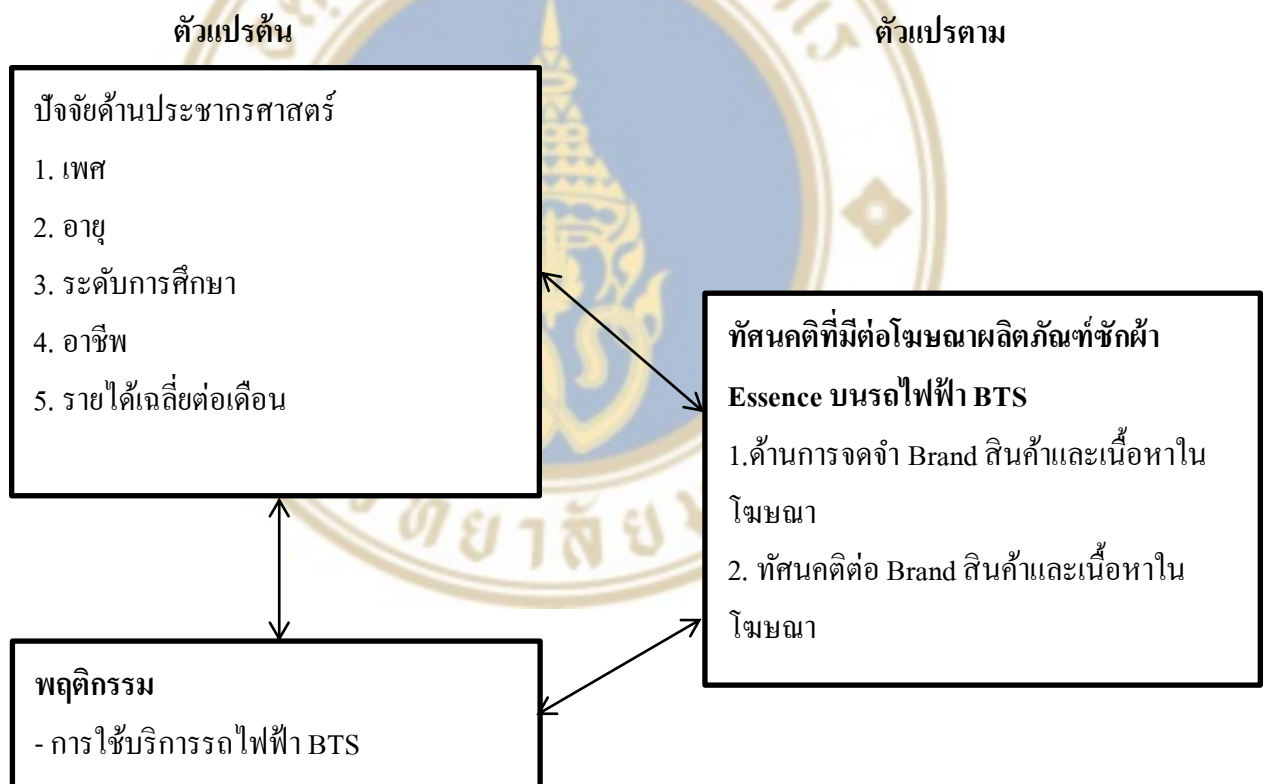 ตัวแปรต้น
ตัวแปรตาม
ปัจจัยด้านประชากรศาสตร์
1. เพศ
2. อายุ
3. ระดับการศึกษา
4. อาชีพ
5. รายได้เฉลี่ยต่อเดือน
ทัศนคติที่มีต่อโฆษณาผลิตภัณฑ์ซักผ้า
Essence บนรถไฟฟ้า BTS
1.ด้านการจดจำ Brand สินค้าและเนื้อหาใน
โฆษณา
2. ทัศนคติต่อ Brand สินค้าและเนื้อหาใน
โฆษณา
พฤติกรรม
- การใช้บริการรถไฟฟ้า BTS